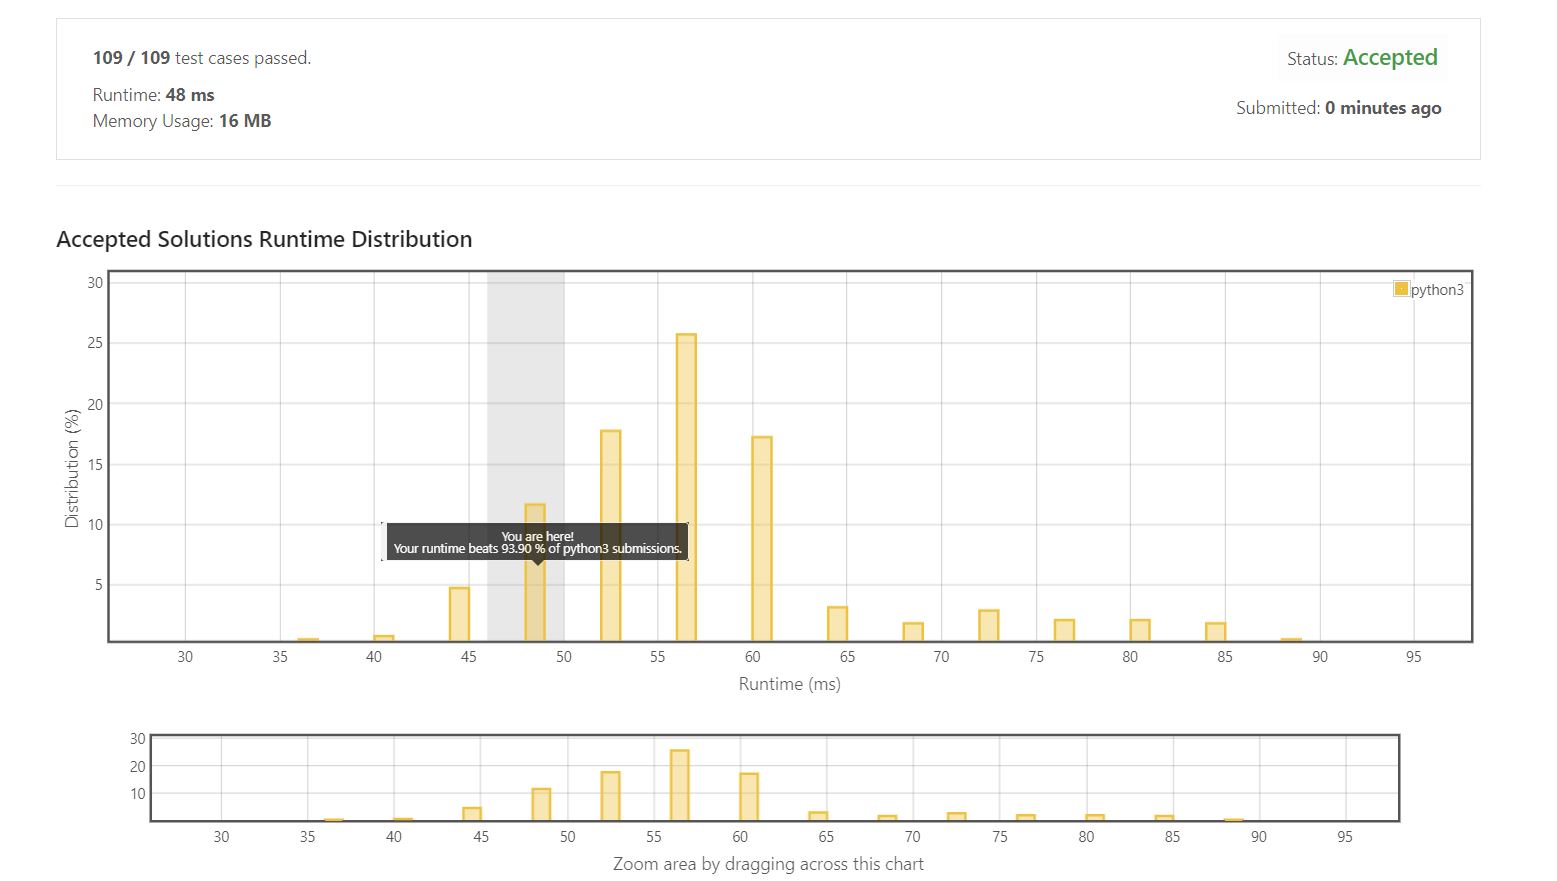 109 / 109 test cases passed.
Status: Accepted
Runtime: 48 ms
Memory Usage: 16 MB
Submitted: 0 minutes ago
Accepted Solutions Runtime Distribution
python3
Distribution (%)
30
25
20
15
10
5
You are here!
Your runtime beats 93.90 % of python3 submissions.
30 35 40 45 50 55 60 65 70 75 80 85 90 95
Runtime (ms)
30
20
10
30 35 40 45 50 55 60 65 70 75 80 85 90 95
Zoom area by dragging across this chart